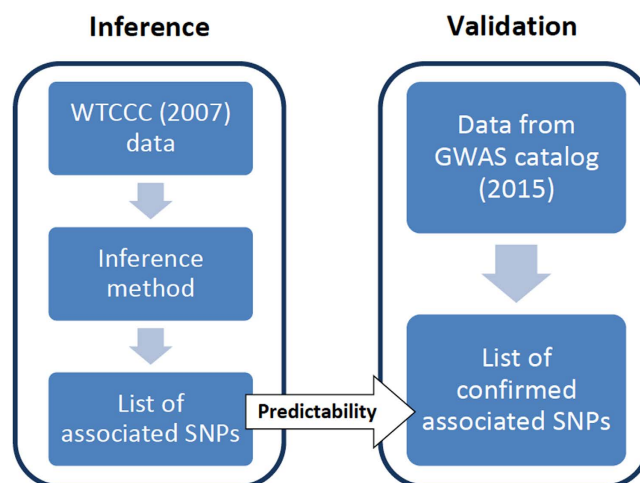 Inference
WTCCC (2007)
data
Inference
method
List of
associated SNPs
Predictability
Validation
Data from
GWAS catalog
(2015)
List of
confirmed
associated SNPs